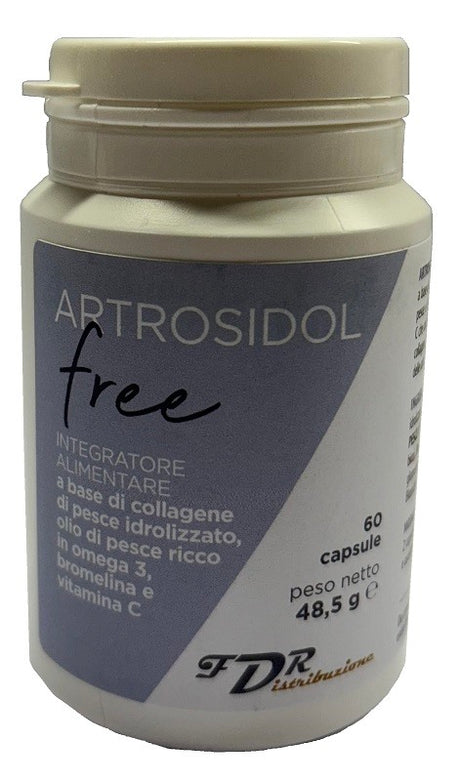 ARTROSIDOL
free
INTEGRATORE
ALIMENTARE
a base di collagene
di pesce idrolizzato,
olio di pesce ricco
in omega 3,
bromelina e
vitamina C
60
capsule
peso netto
48,5 g ℮
FDR
Distribuzione